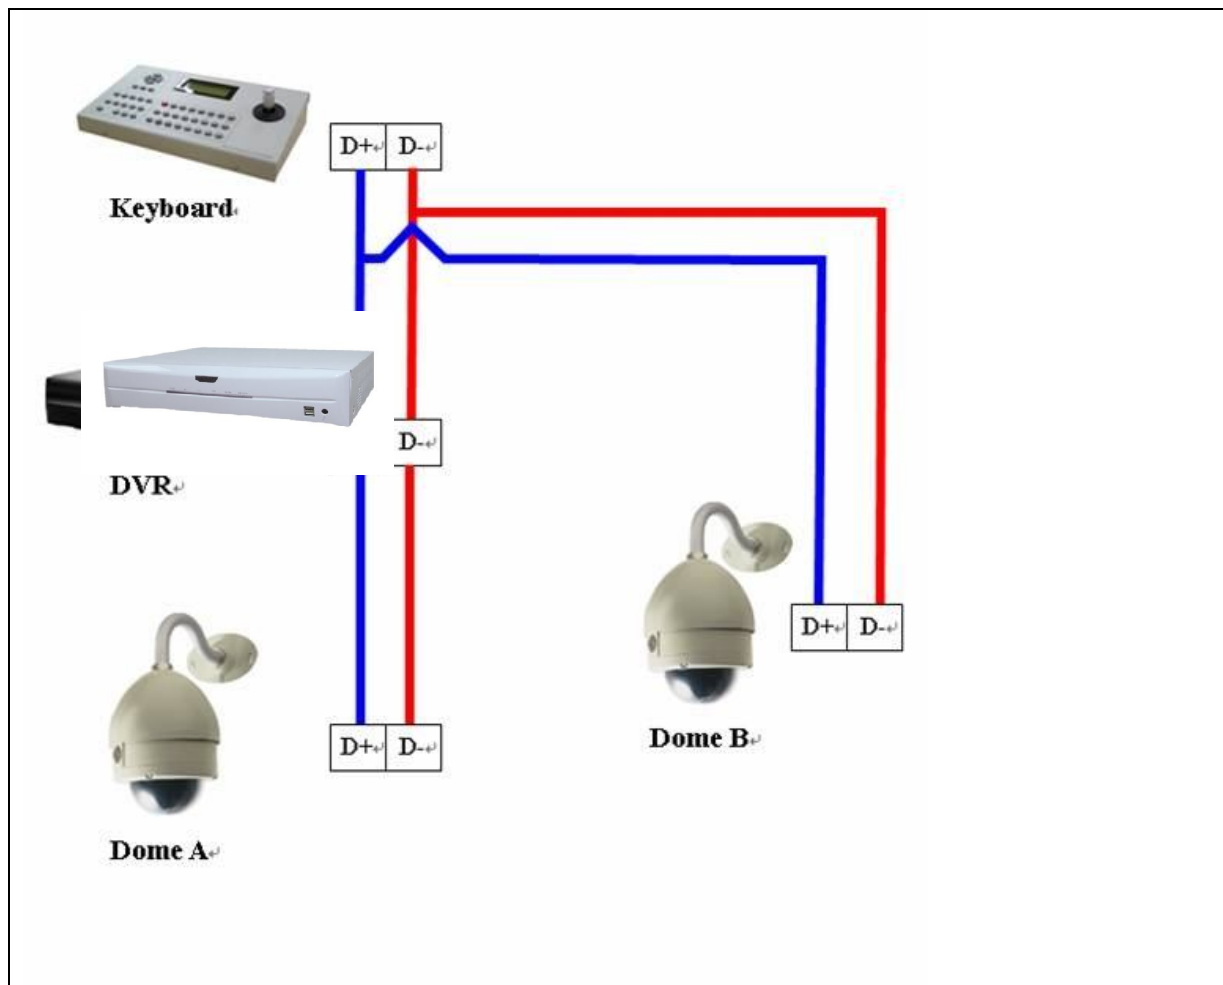 D+ D-
Keyboard
D-
DVR
D+ D-
Dome B
D+ D-
Dome A